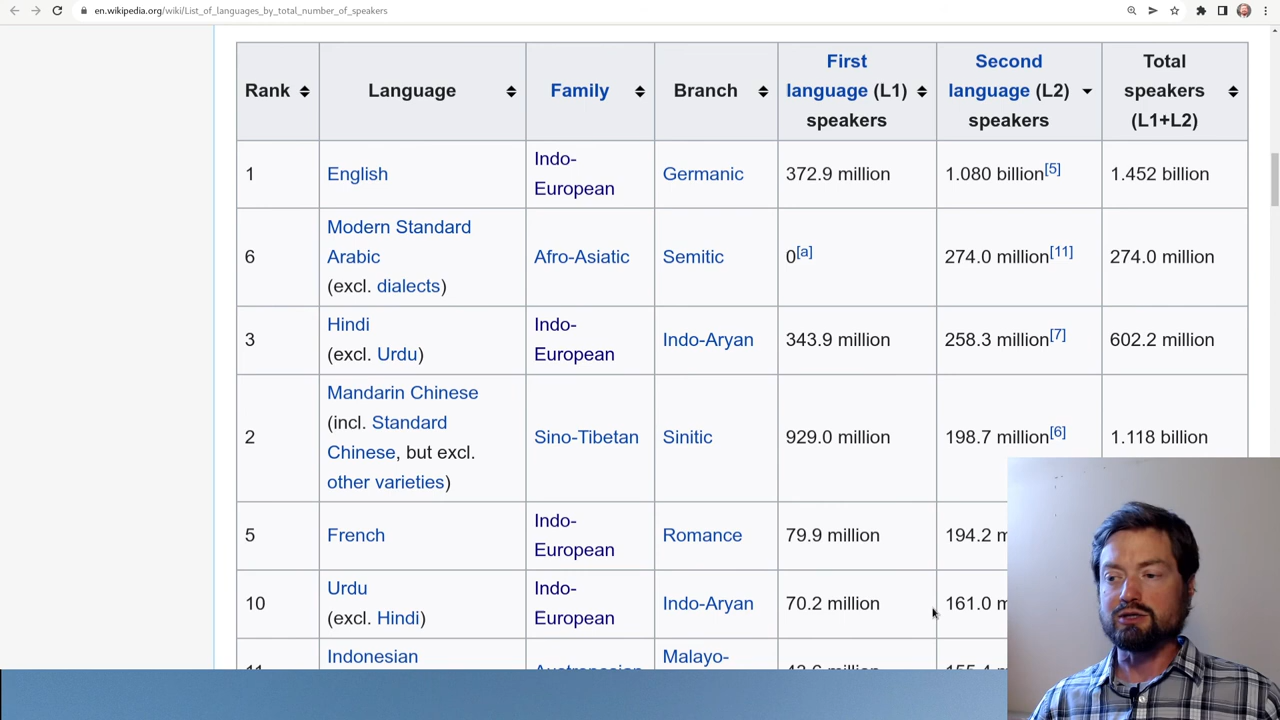 en.wikipedia.org/wiki/List_of_languages_by_total_number_of_speakers
Rank Language Family Branch First language (L1) speakers Second language (L2) speakers Total speakers (L1+L2)
1 English Indo-European Germanic 372.9 million 1.080 billion[5] 1.452 billion
6 Modern Standard Arabic (excl. dialects) Afro-Asiatic Semitic 0[a] 274.0 million[11] 274.0 million
3 Hindi (excl. Urdu) Indo-European Indo-Aryan 343.9 million 258.3 million[7] 602.2 million
2 Mandarin Chinese (incl. Standard Chinese, but excl. other varieties) Sino-Tibetan Sinitic 929.0 million 198.7 million[6] 1.118 billion
5 French Indo-European Romance 79.9 million 194.2 m
10 Urdu (excl. Hindi) Indo-European Indo-Aryan 70.2 million 161.0 m
Indonesian Malayo-